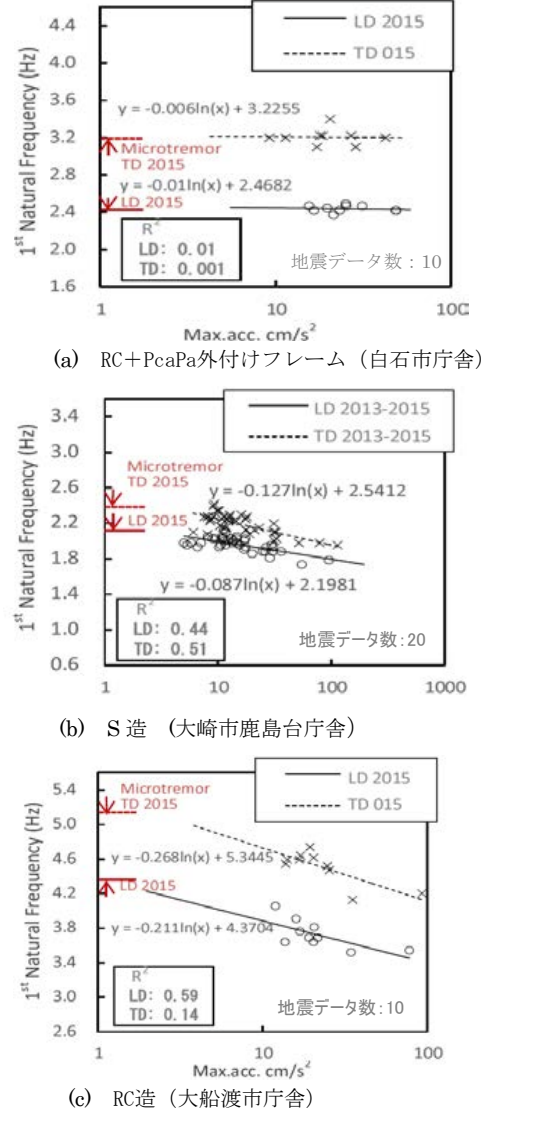 LD 2015
TD 015
4.4
4.0
3.6
3.2
2.8
2.4
2.0
1.6
1st Natural Frequency (Hz)
y = -0.006ln(x) + 3.2255
Microtremor
TD 2015
y = -0.01ln(x) + 2.4682
LD 2015
R2
LD: 0.01
TD: 0.001
地震データ数：10
1
10
100
Max.acc. cm/s2
(a) RC＋PcaPa外付けフレーム（白石市庁舎）
LD 2013-2015
TD 2013-2015
3.4
3.0
2.6
2.2
1.8
1.4
1.0
0.6
1st Natural Frequency (Hz)
Microtremor
TD 2015
y = -0.127ln(x) + 2.5412
LD 2015
y = -0.087ln(x) + 2.1981
R2
LD: 0.44
TD: 0.51
地震データ数:20
1
10
100
1000
(b) S造 (大崎市鹿島台庁舎）
LD 2015
TD 015
5.4
5.0
4.6
4.2
3.8
3.4
3.0
2.6
1st Natural Frequency (Hz)
Microtremor
TD 2015
y = -0.268ln(x) + 5.3445
LD 2015
y = -0.211ln(x) + 4.3704
R2
LD: 0.59
TD: 0.14
地震データ数:10
1
10
100
Max.acc. cm/s2
(c) RC造（大船渡市庁舎）